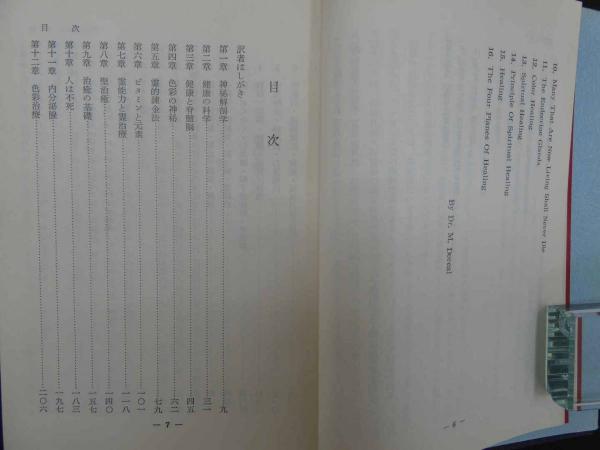 10. Many That Are Now Living Shall Never Die
11. The Endocrine Glands
12. Color Healing
13. Spiritual Healing
14. Principle Of Spiritual Healing
15. Healing
16. The Four Planes Of Healing
By Dr. M. Doreal
— 6 —
目次
目次
訳者はしがき
第一章 神秘解剖学 九
第二章 健康の科学 三一
第三章 健康と脊髄脳 四五
第四章 色彩の神秘 六二
第五章 霊的錬金法 七九
第六章 ビタミンと元素 一〇一
第七章 霊能力と霊治療 一一八
第八章 聖治癒 一四〇
第九章 治癒の基礎 一五七
第十章 人は不死 一八三
第十一章 内分泌腺 一九七
第十二章 色彩治療 二〇六
— 7 —